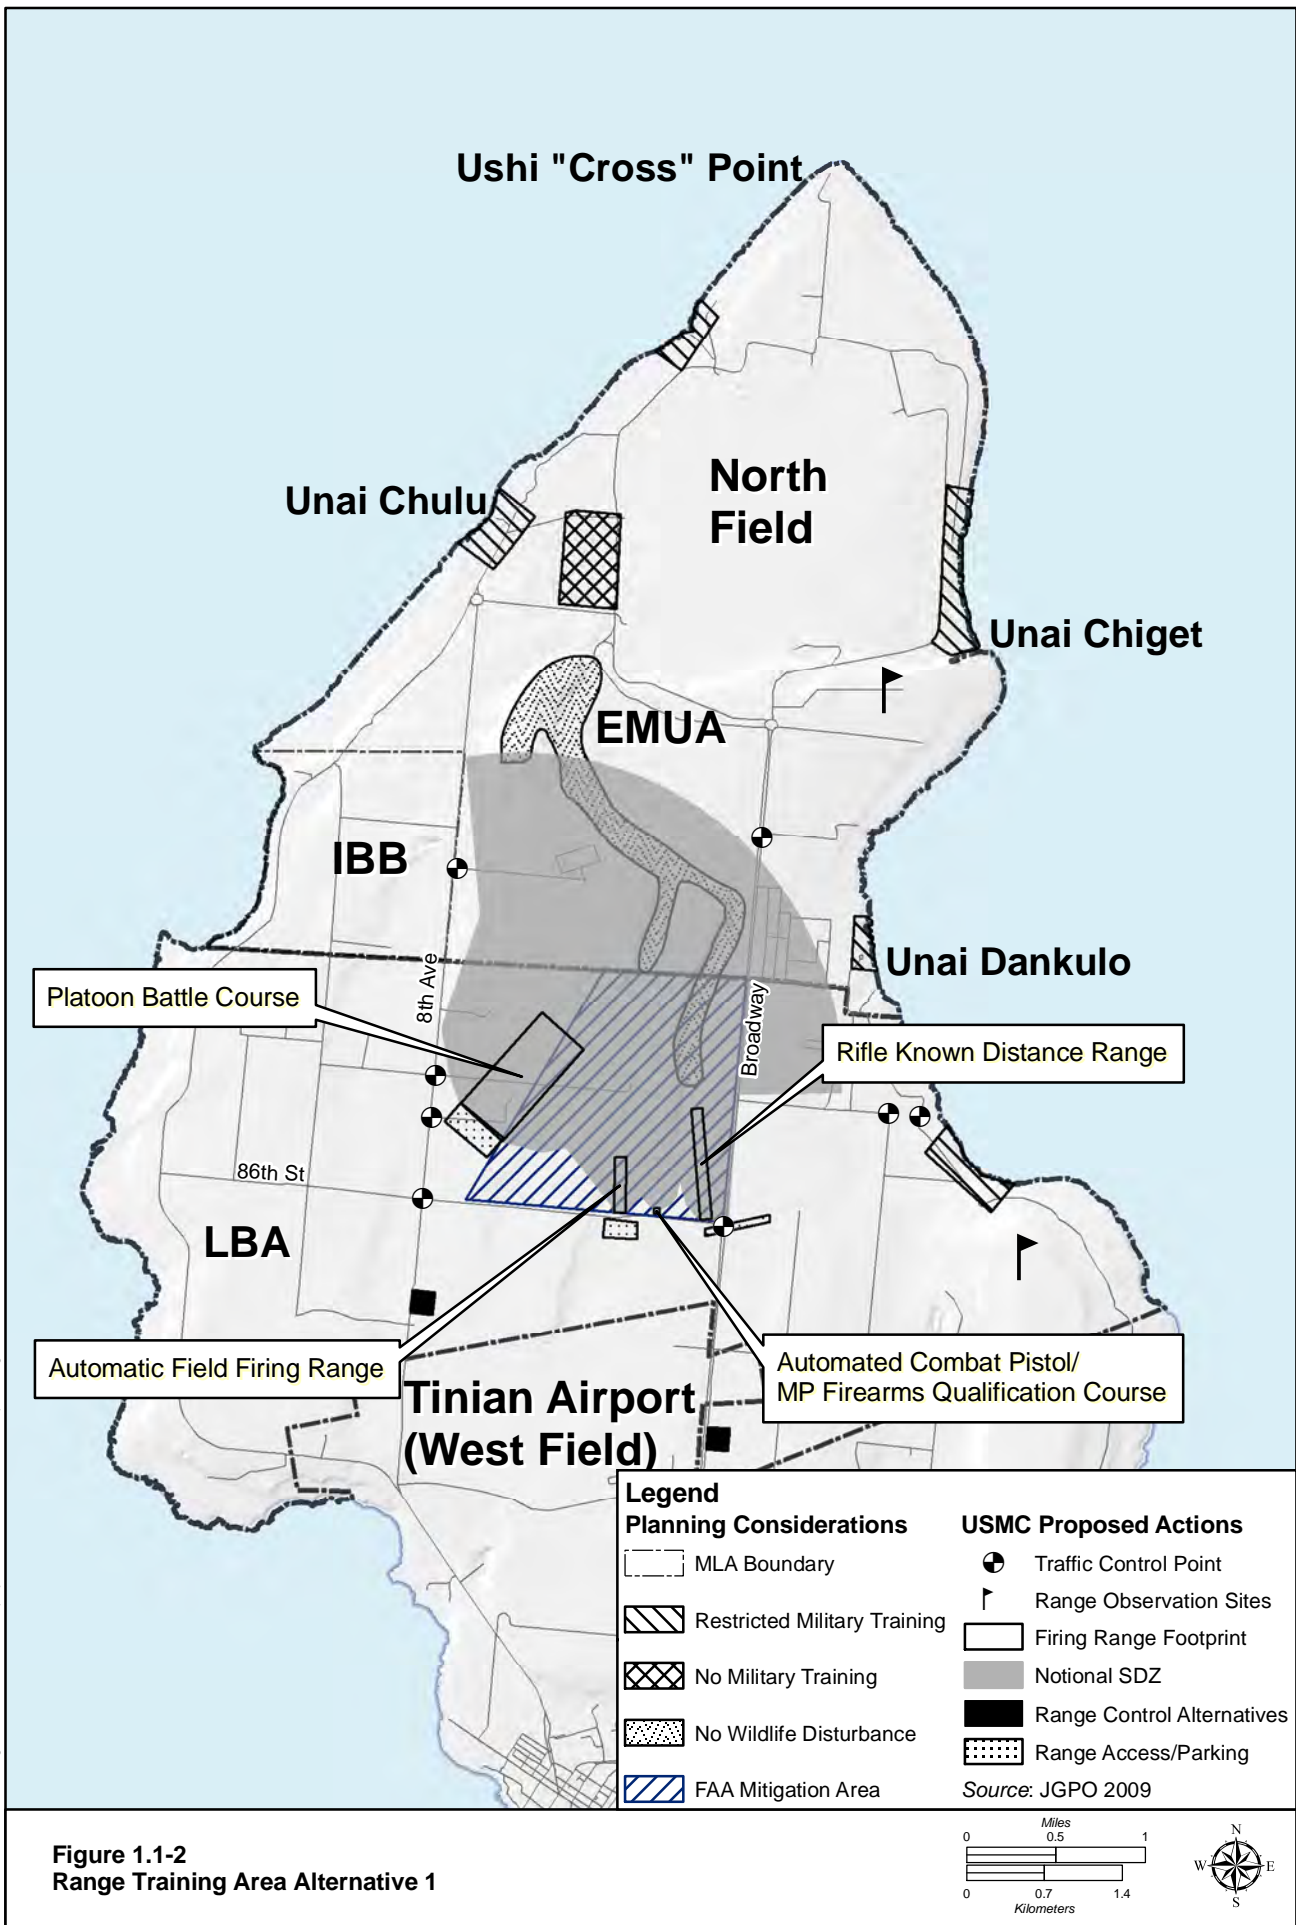 Ushi "Cross" Point
North
Field
Unai Chulu
Unai Chiget
EMUA
IBB
Unai Dankulo
8th Ave
Platoon Battle Course
Broadway
Rifle Known Distance Range
86th St
LBA
Automatic Field Firing Range
Automated Combat Pistol/
MP Firearms Qualification Course
Tinian Airport
(West Field)
Legend
Planning Considerations
MLA Boundary
Restricted Military Training
No Military Training
No Wildlife Disturbance
FAA Mitigation Area
USMC Proposed Actions
Traffic Control Point
Range Observation Sites
Firing Range Footprint
Notional SDZ
Range Control Alternatives
Range Access/Parking
Source: JGPO 2009
Figure 1.1-2
Range Training Area Alternative 1
Miles
0 0.5 1
0 0.7 1.4
Kilometers
N
W E
S